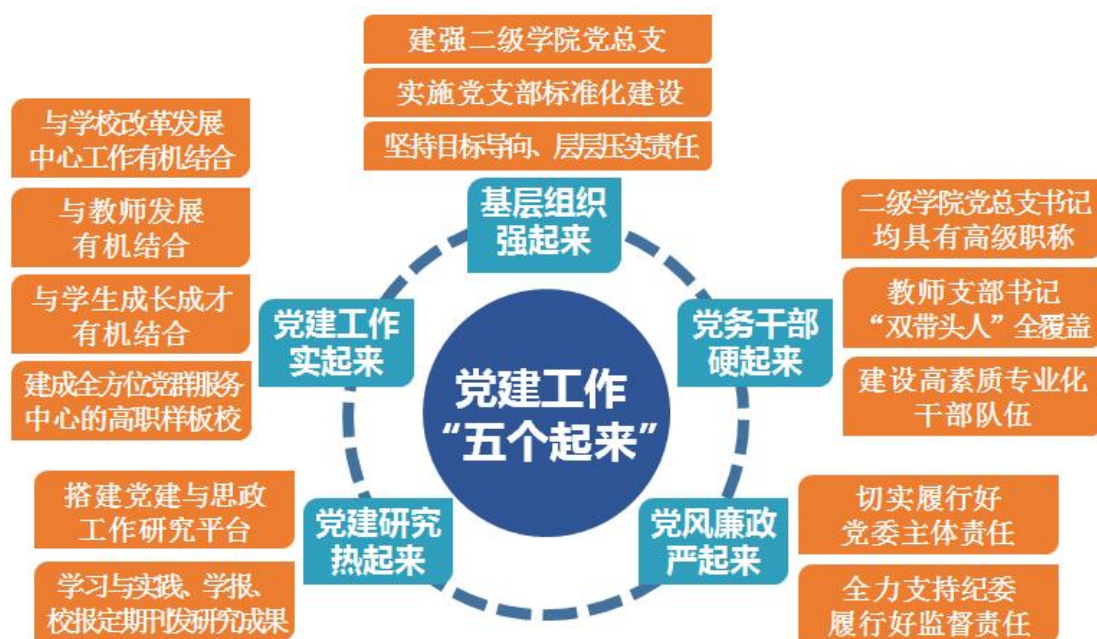 党建工作
“五个起来”
基层组织
强起来
建强二级学院党总支
实施党支部标准化建设
坚持目标导向、层层压实责任
党务干部
硬起来
二级学院党总支书记
均具有高级职称
教师支部书记
“双带头人”全覆盖
建设高素质专业化
干部队伍
党风廉政
严起来
切实履行好
党委主体责任
全力支持纪委
履行好监督责任
党建研究
热起来
搭建党建与思政
工作研究平台
学习与实践、学报、
校报定期刊发研究成果
党建工作
实起来
与学校改革发展
中心工作有机结合
与教师发展
有机结合
与学生成长成才
有机结合
建成全方位党群服务
中心的高职样板校